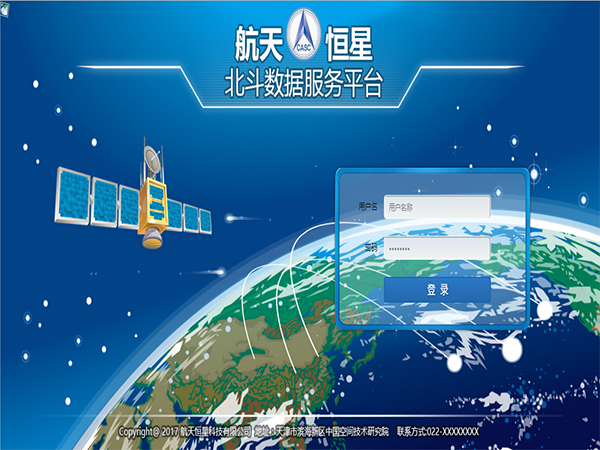 航天 CASC 恒星
北斗数据服务平台
用户名 用户名称
密码 ••••••••
登 录
Copyright@ 2017 航天恒星科技有限公司 地址:天津市滨海新区中国空间技术研究院 联系方式:022-XXXXXXXX